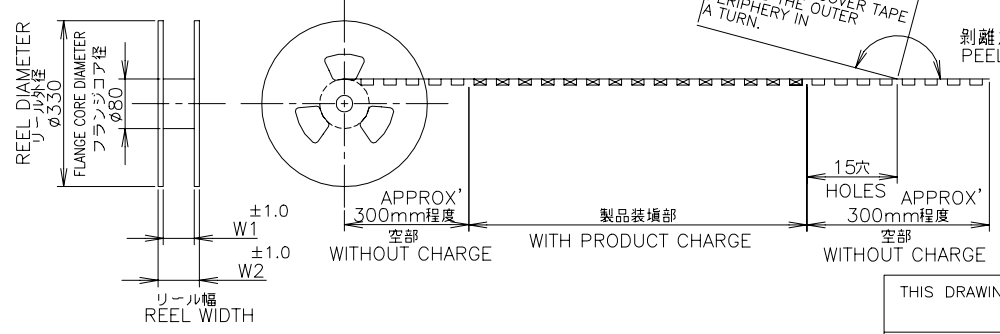 REEL DIAMETER
リール外径
φ330
FLANGE CORE DIAMETER
フランジコア径
φ80
COVER TAPE
THE OUTER
PERIPHERY IN
A TURN.
剥離
PEEL
15穴
HOLES
APPROX'
300mm程度
空部
WITHOUT CHARGE
製品装填部
WITH PRODUCT CHARGE
APPROX'
300mm程度
空部
WITHOUT CHARGE
±1.0
W1
±1.0
W2
リール幅
REEL WIDTH
THIS DRAWIN